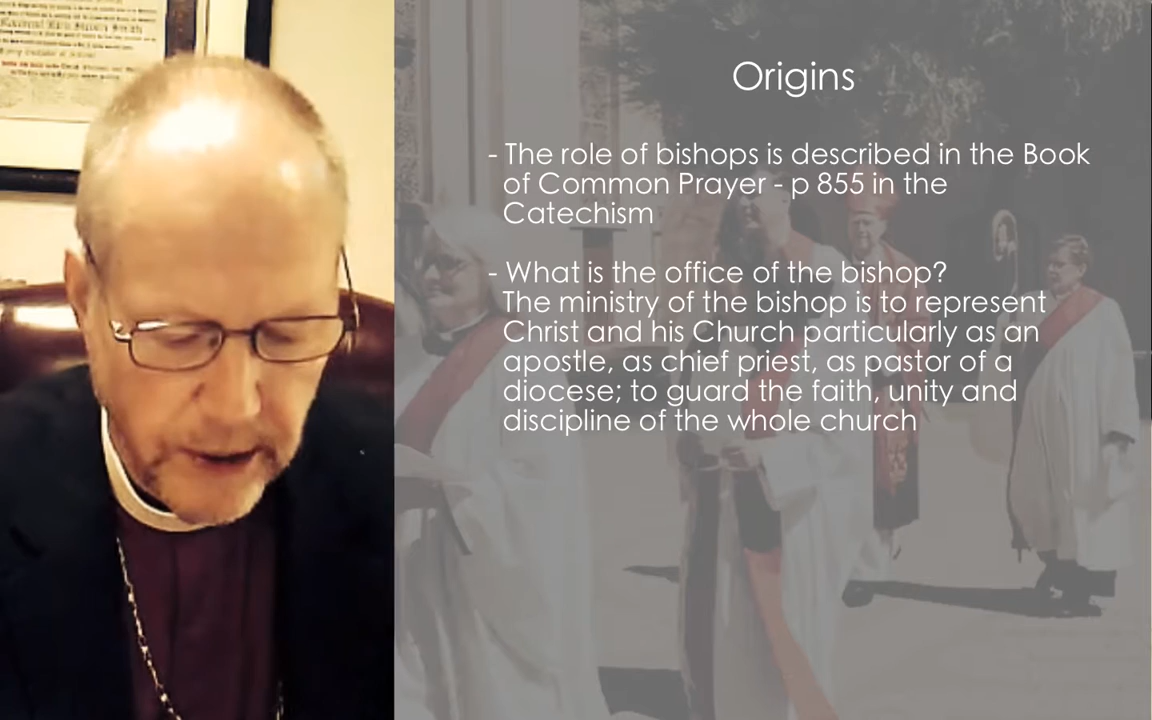 Origins
- The role of bishops is described in the Book
of Common Prayer - p 855 in the
Catechism
- What is the office of the bishop?
The ministry of the bishop is to represent
Christ and his Church particularly as an
apostle, as chief priest, as pastor of a
diocese; to guard the faith, unity and
discipline of the whole church